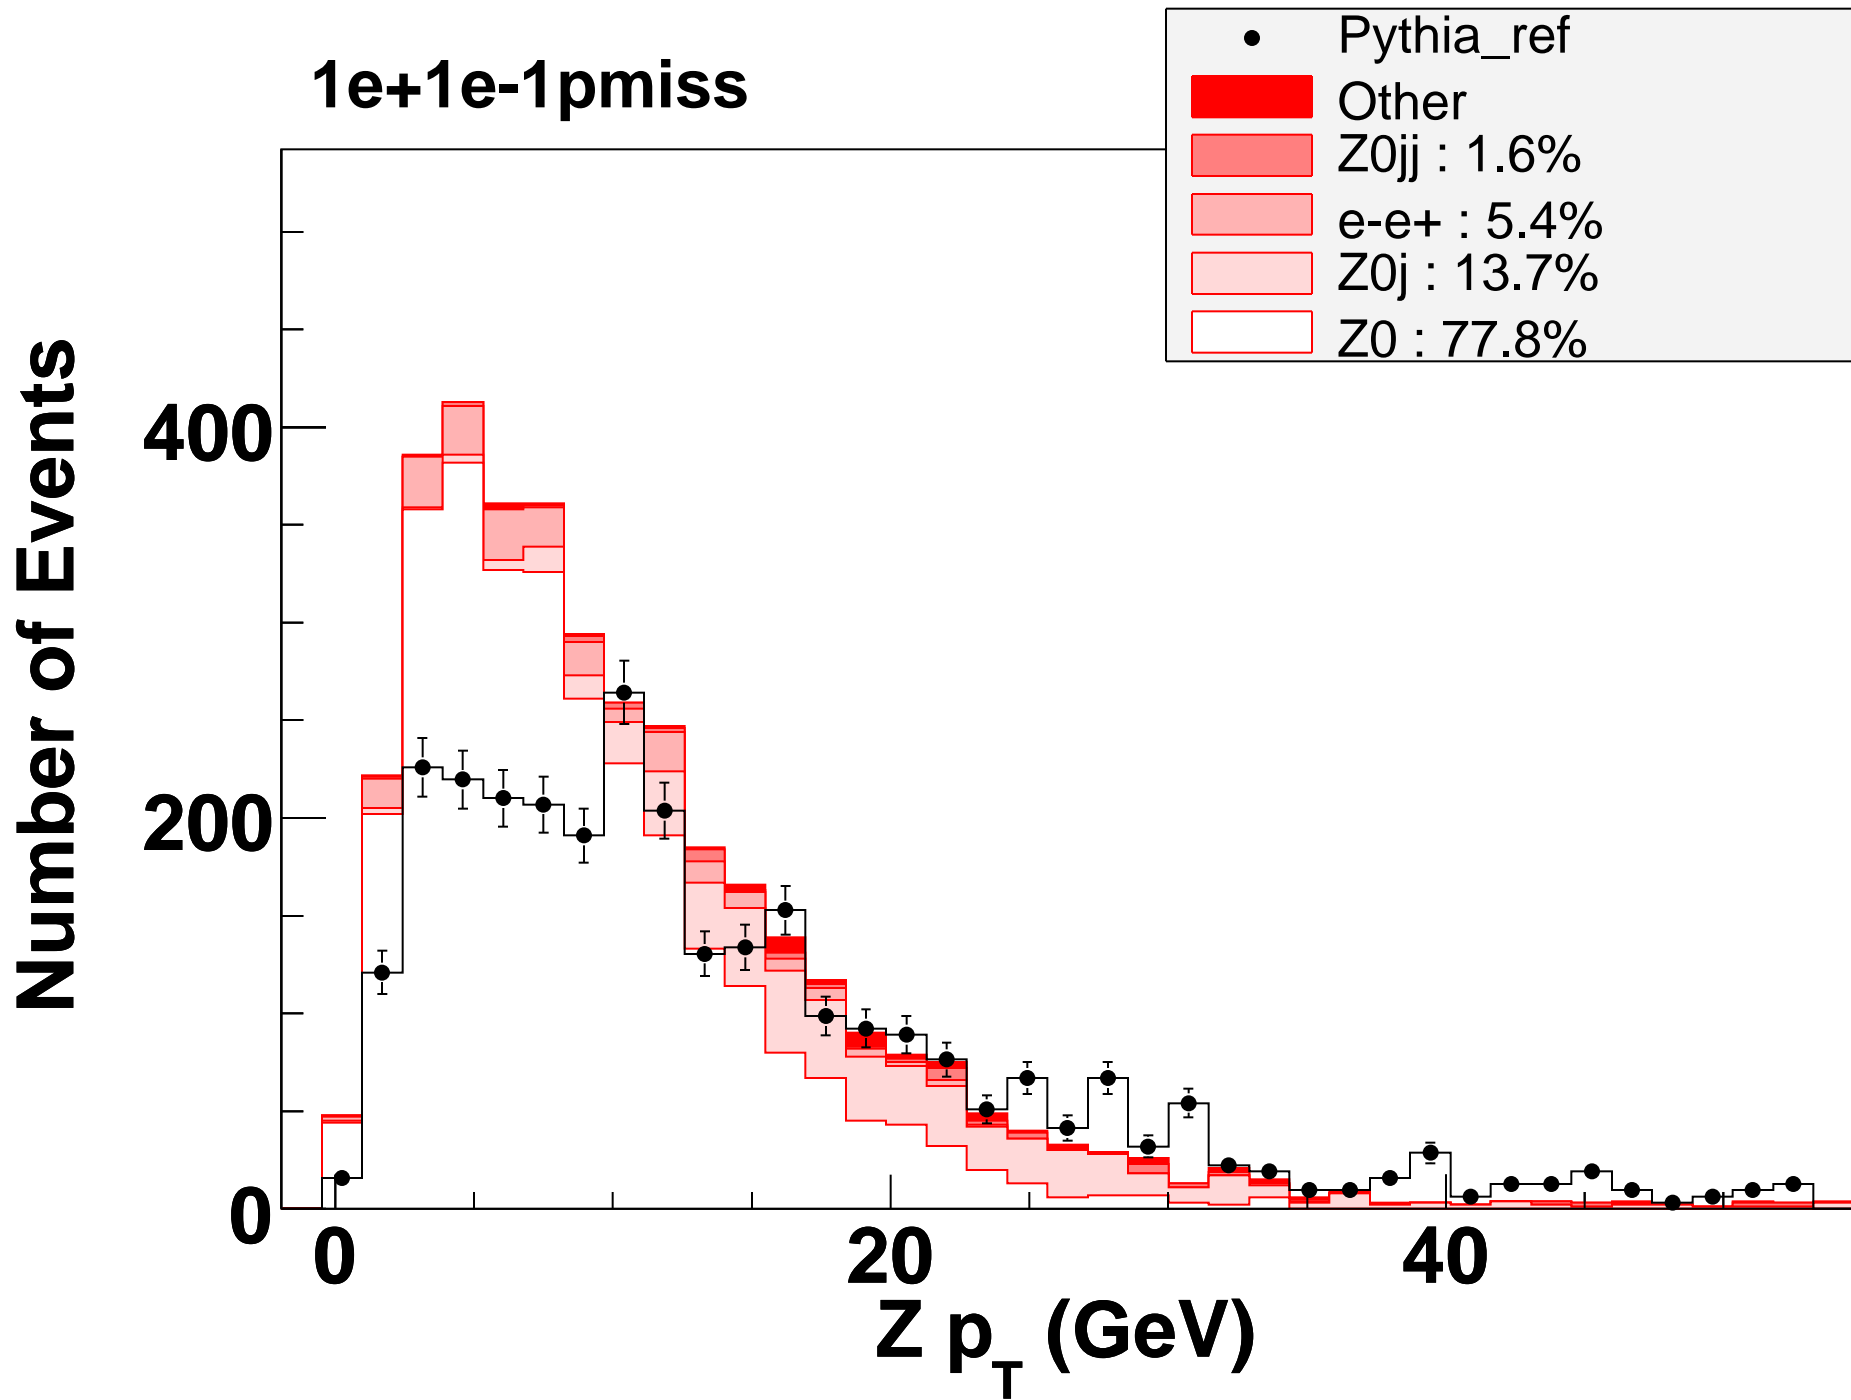 1e+1e-1pmiss
Pythia_ref
Other
Z0jj : 1.6%
e-e+ : 5.4%
Z0j : 13.7%
Z0 : 77.8%
Number of Events
400
200
0
0 20 40
Z p_T (GeV)